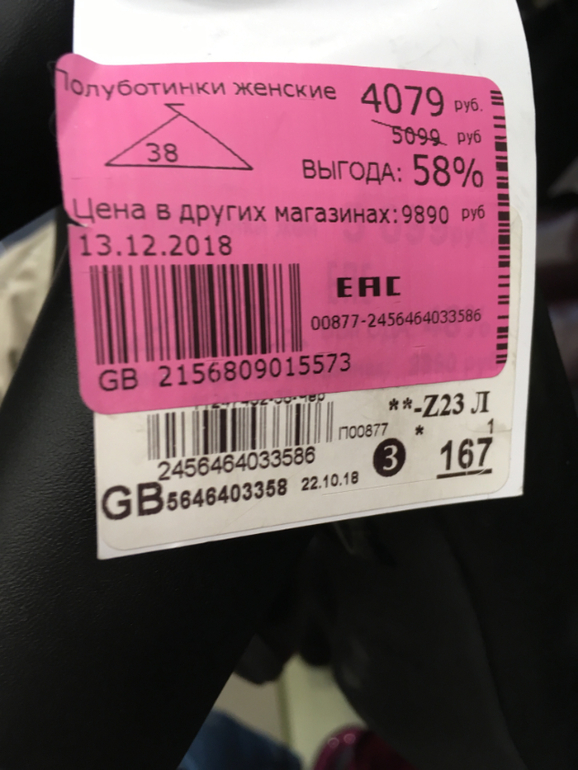 Полуботинки женские
4079 руб.
5099 руб
38
ВЫГОДА: 58%
Цена в других магазинах:9890 руб
13.12.2018
EAC
00877-2456464033586
GB 2156809015573
**-Z23 Л
П00877 * 1
2456464033586
3
167
GB5646403358 22.10.18